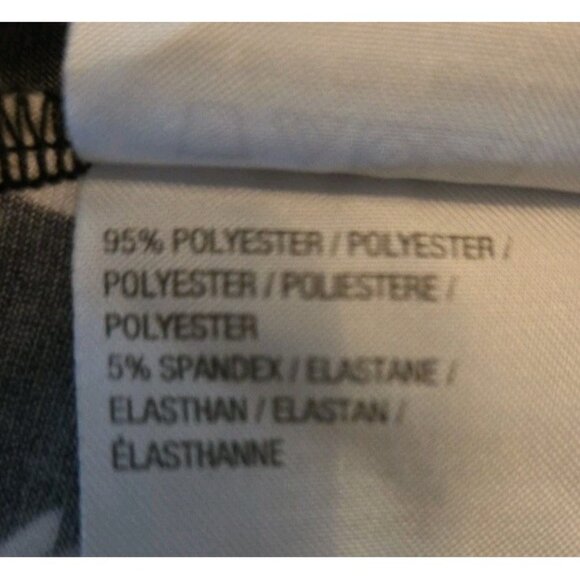 95% POLYESTER / POLYESTER /
POLYESTER / POLIESTERE /
POLYESTER
5% SPANDEX / ELASTANE /
ELASTHAN / ELASTAN /
ÉLASTHANNE